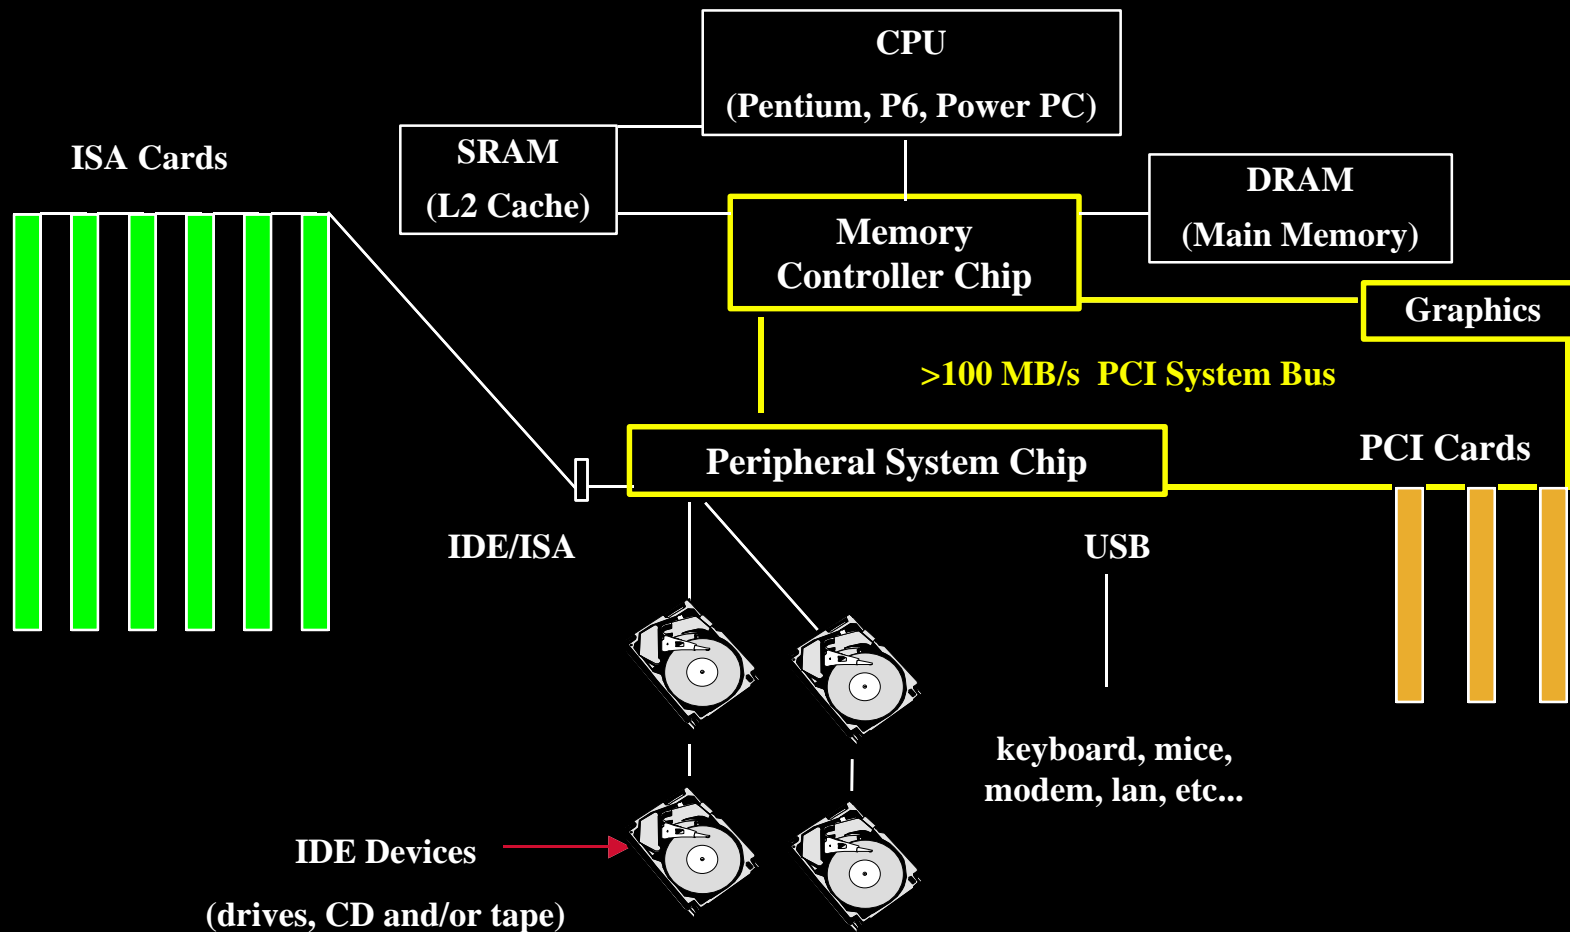 CPU
(Pentium, P6, Power PC)
ISA Cards
SRAM
(L2 Cache)
DRAM
(Main Memory)
Memory
Controller Chip
Graphics
>100 MB/s PCI System Bus
Peripheral System Chip
PCI Cards
IDE/ISA
USB
keyboard, mice,
modem, lan, etc...
IDE Devices
(drives, CD and/or tape)